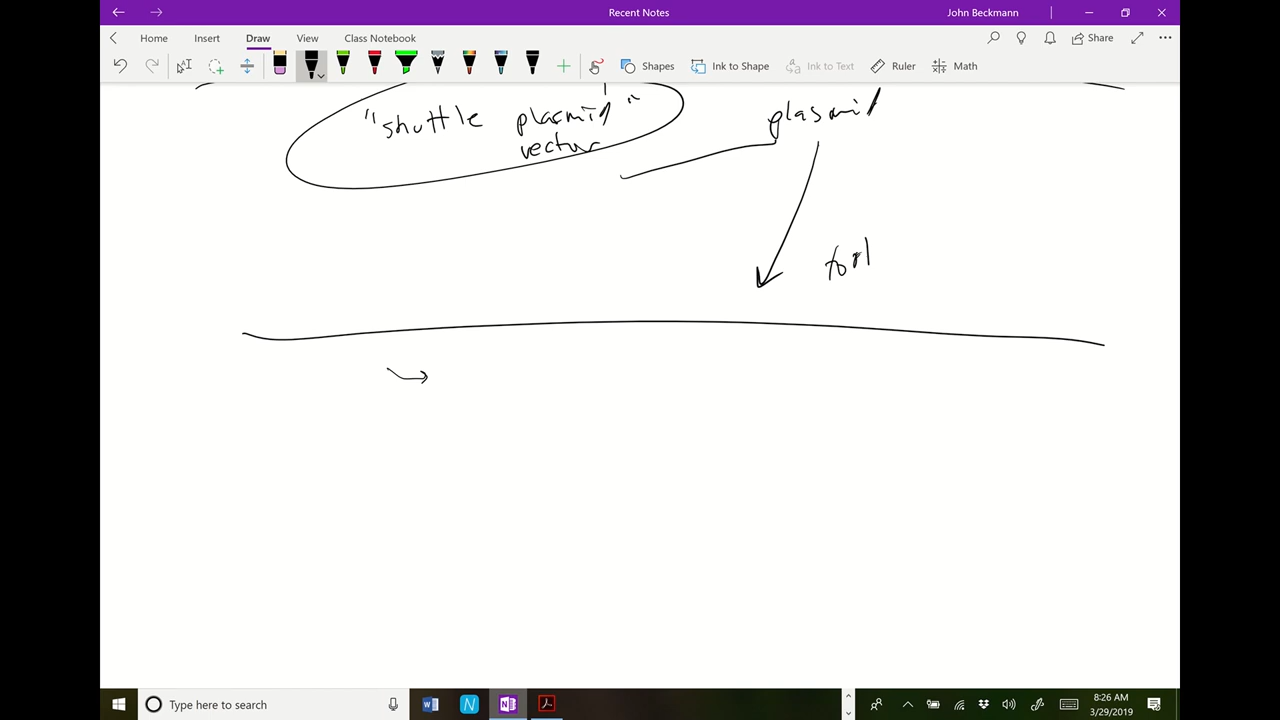 Recent Notes
John Beckmann
Home Insert Draw View Class Notebook
Share
Shapes Ink to Shape Ink to Text Ruler Math
"shuttle plasmid"
vector
plasmid
Type here to search
8:26 AM
3/29/2019